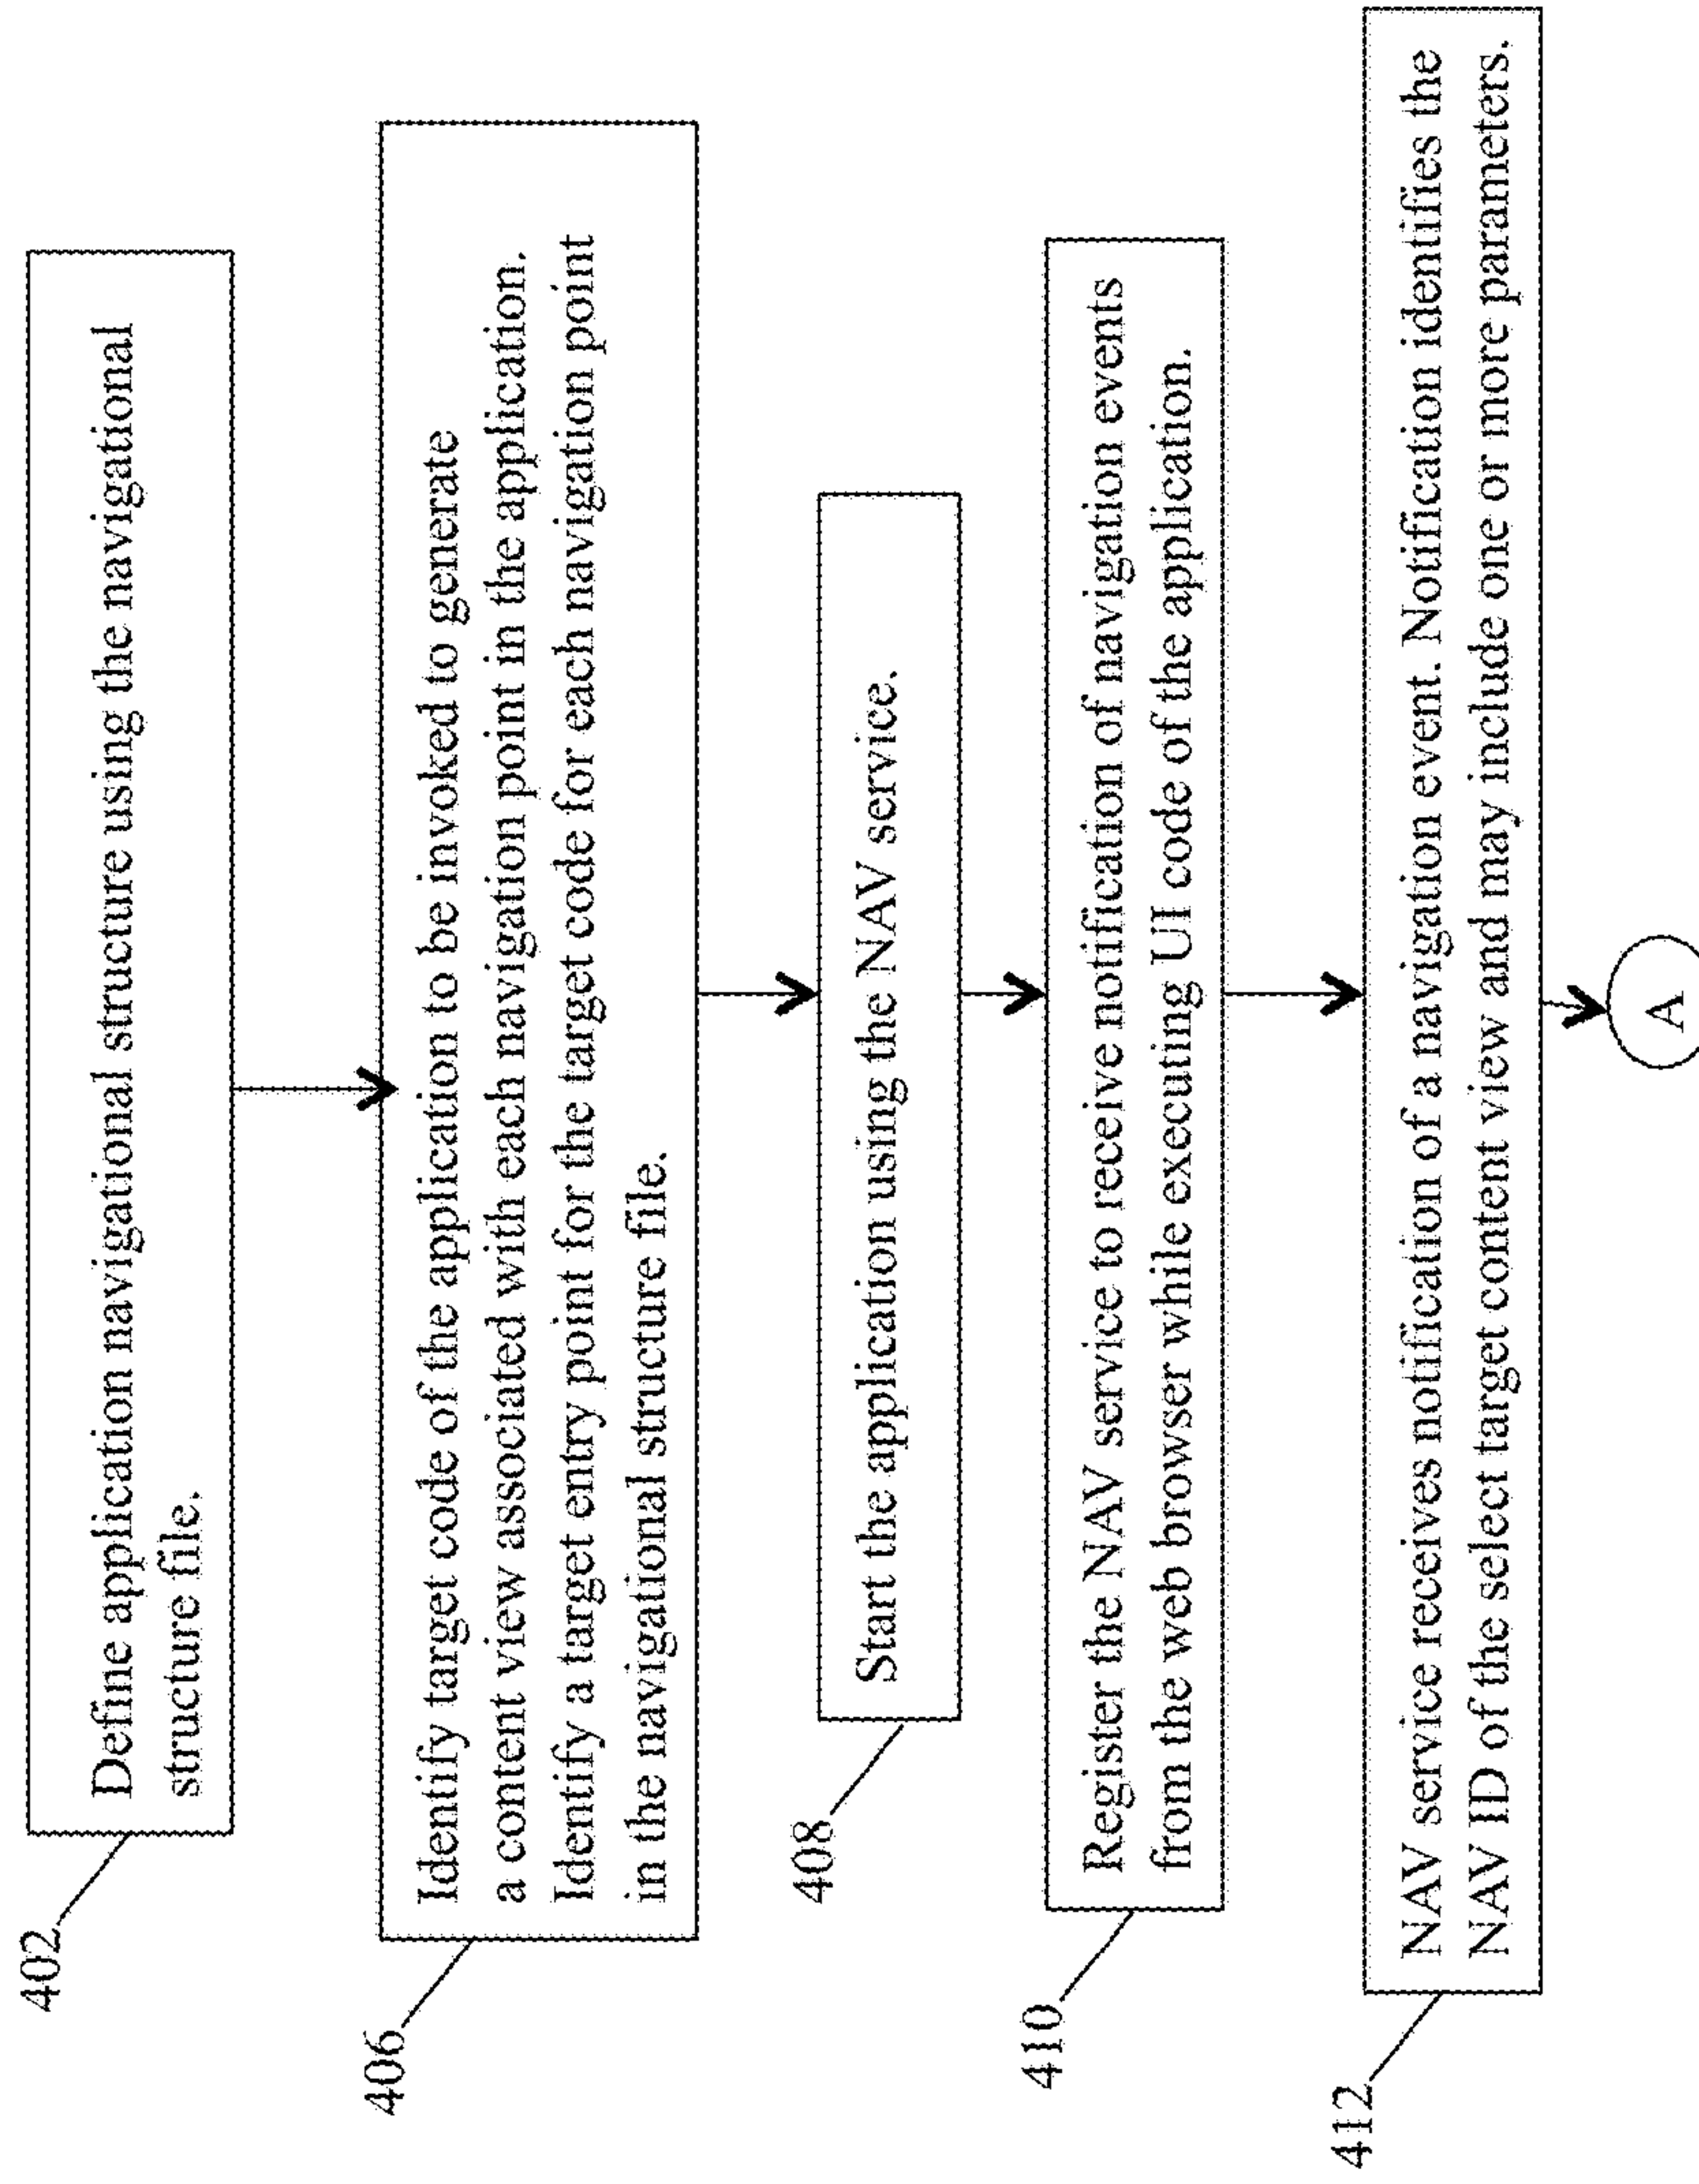 402
Define application navigational structure using the navigational
structure file.
406
Identify target code of the application to be invoked to generate
a content view associated with each navigation point in the application.
Identify a target entry point for the target code for each navigation point
in the navigational structure file.
408
Start the application using the NAV service.
410
Register the NAV service to receive notification of navigation events
from the web browser while executing UI code of the application.
412
NAV service receives notification of a navigation event. Notification identifies the
NAV ID of the select target content view and may include one or more parameters.
A